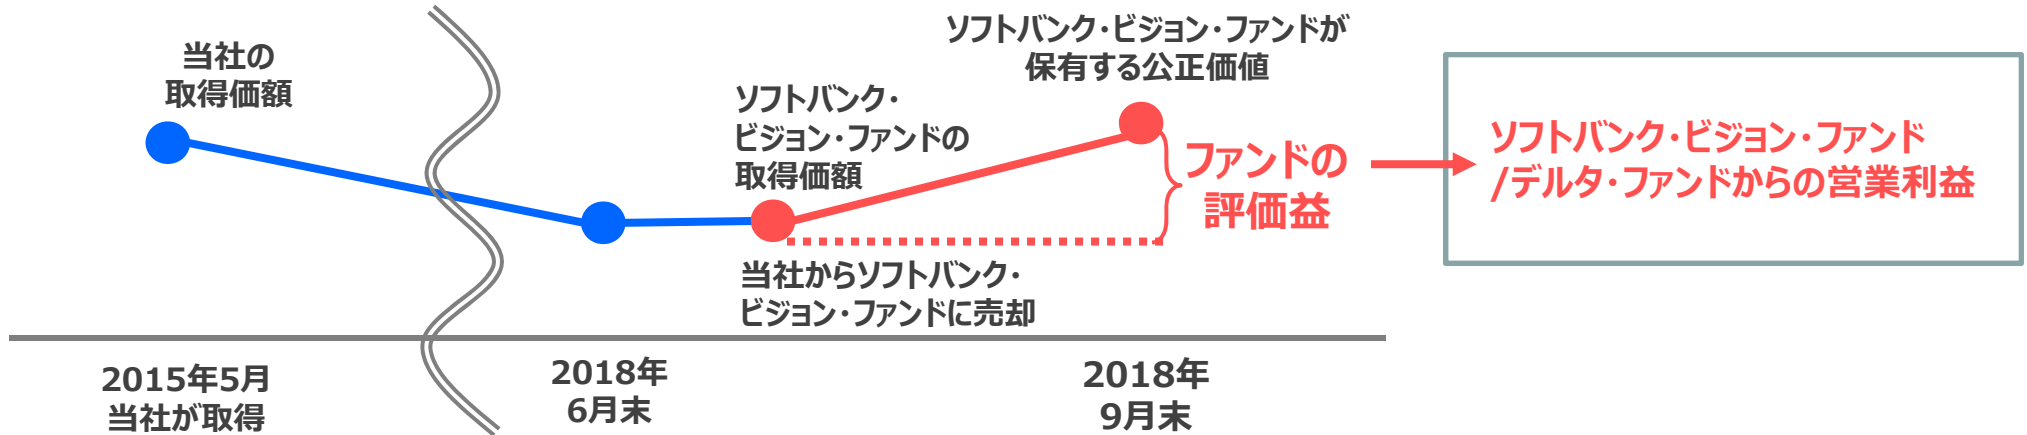 当社の
取得価額
ソフトバンク・
ビジョン・ファンドの
取得価額
ソフトバンク・ビジョン・ファンドが
保有する公正価値
ファンドの
評価益
ソフトバンク・ビジョン・ファンド
/デルタ・ファンドからの営業利益
当社からソフトバンク・
ビジョン・ファンドに売却
2015年5月
当社が取得
2018年
6月末
2018年
9月末